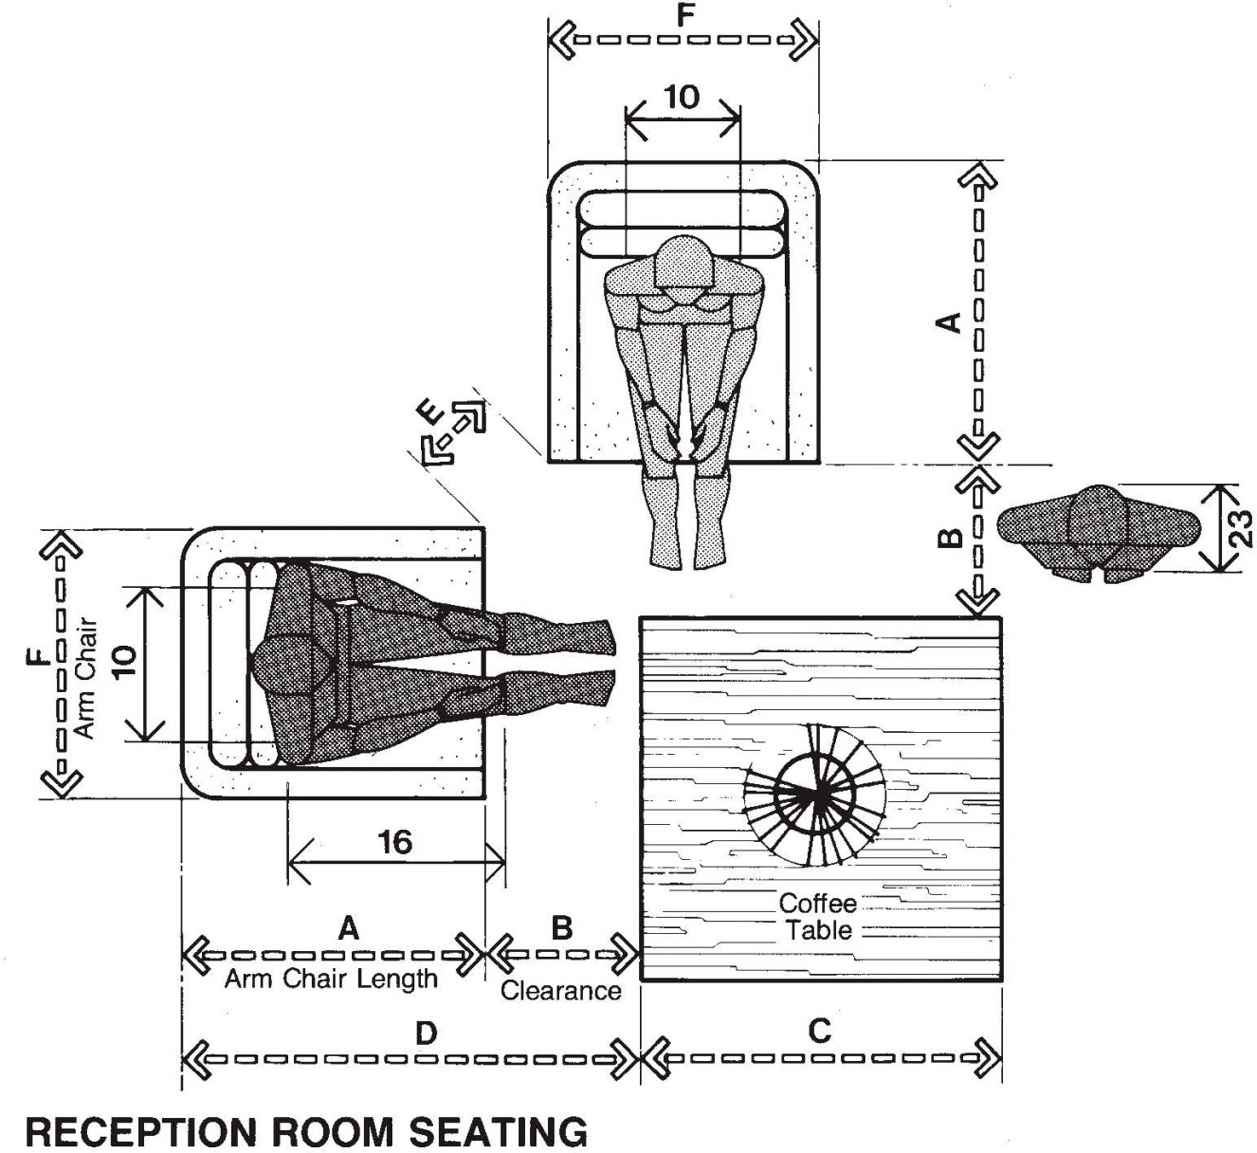 F
10
A
E
B
23
F
Arm Chair
10
16
Coffee
Table
A
B
Arm Chair Length
Clearance
D
C
RECEPTION ROOM SEATING